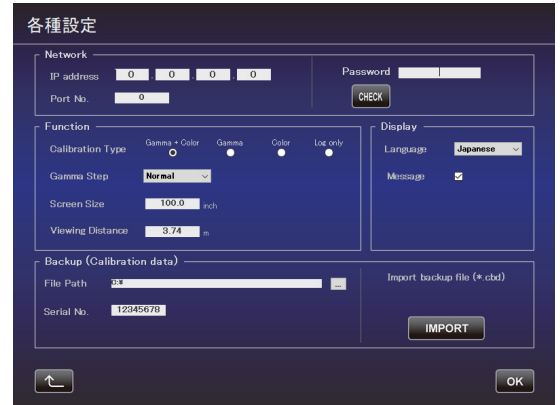 各種設定
Network
IP address 0 . 0 . 0 . 0
Port No. 0
Password
CHECK
Function
Calibration Type Gamma + Color Gamma Color Log only
Gamma Step Normal
Screen Size 100.0 inch
Viewing Distance 3.74 m
Display
Language Japanese
Message
Backup (Calibration data)
File Path D:¥ ...
Serial No. 12345678
Import backup file (*.cbd)
IMPORT
OK